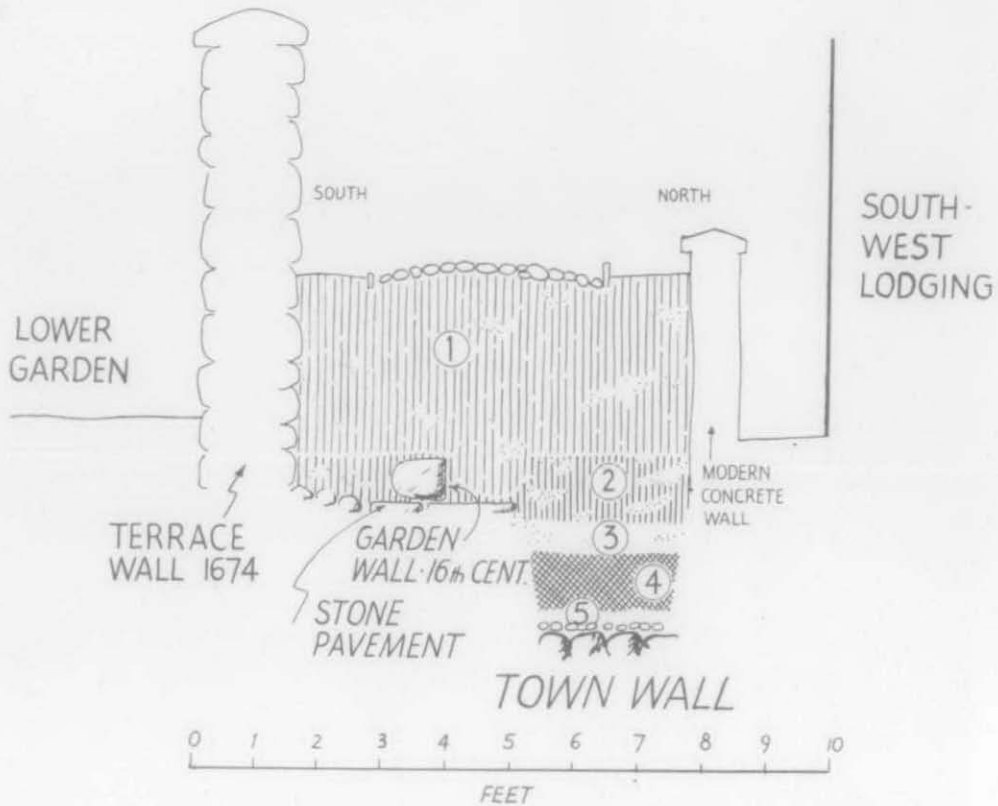 SOUTH
NORTH
SOUTH-
WEST
LODGING
LOWER
GARDEN
1
2
MODERN
CONCRETE
WALL
TERRACE
WALL 1674
GARDEN
WALL·16th CENT.
3
4
5
STONE
PAVEMENT
TOWN WALL
0 1 2 3 4 5 6 7 8 9 10
FEET